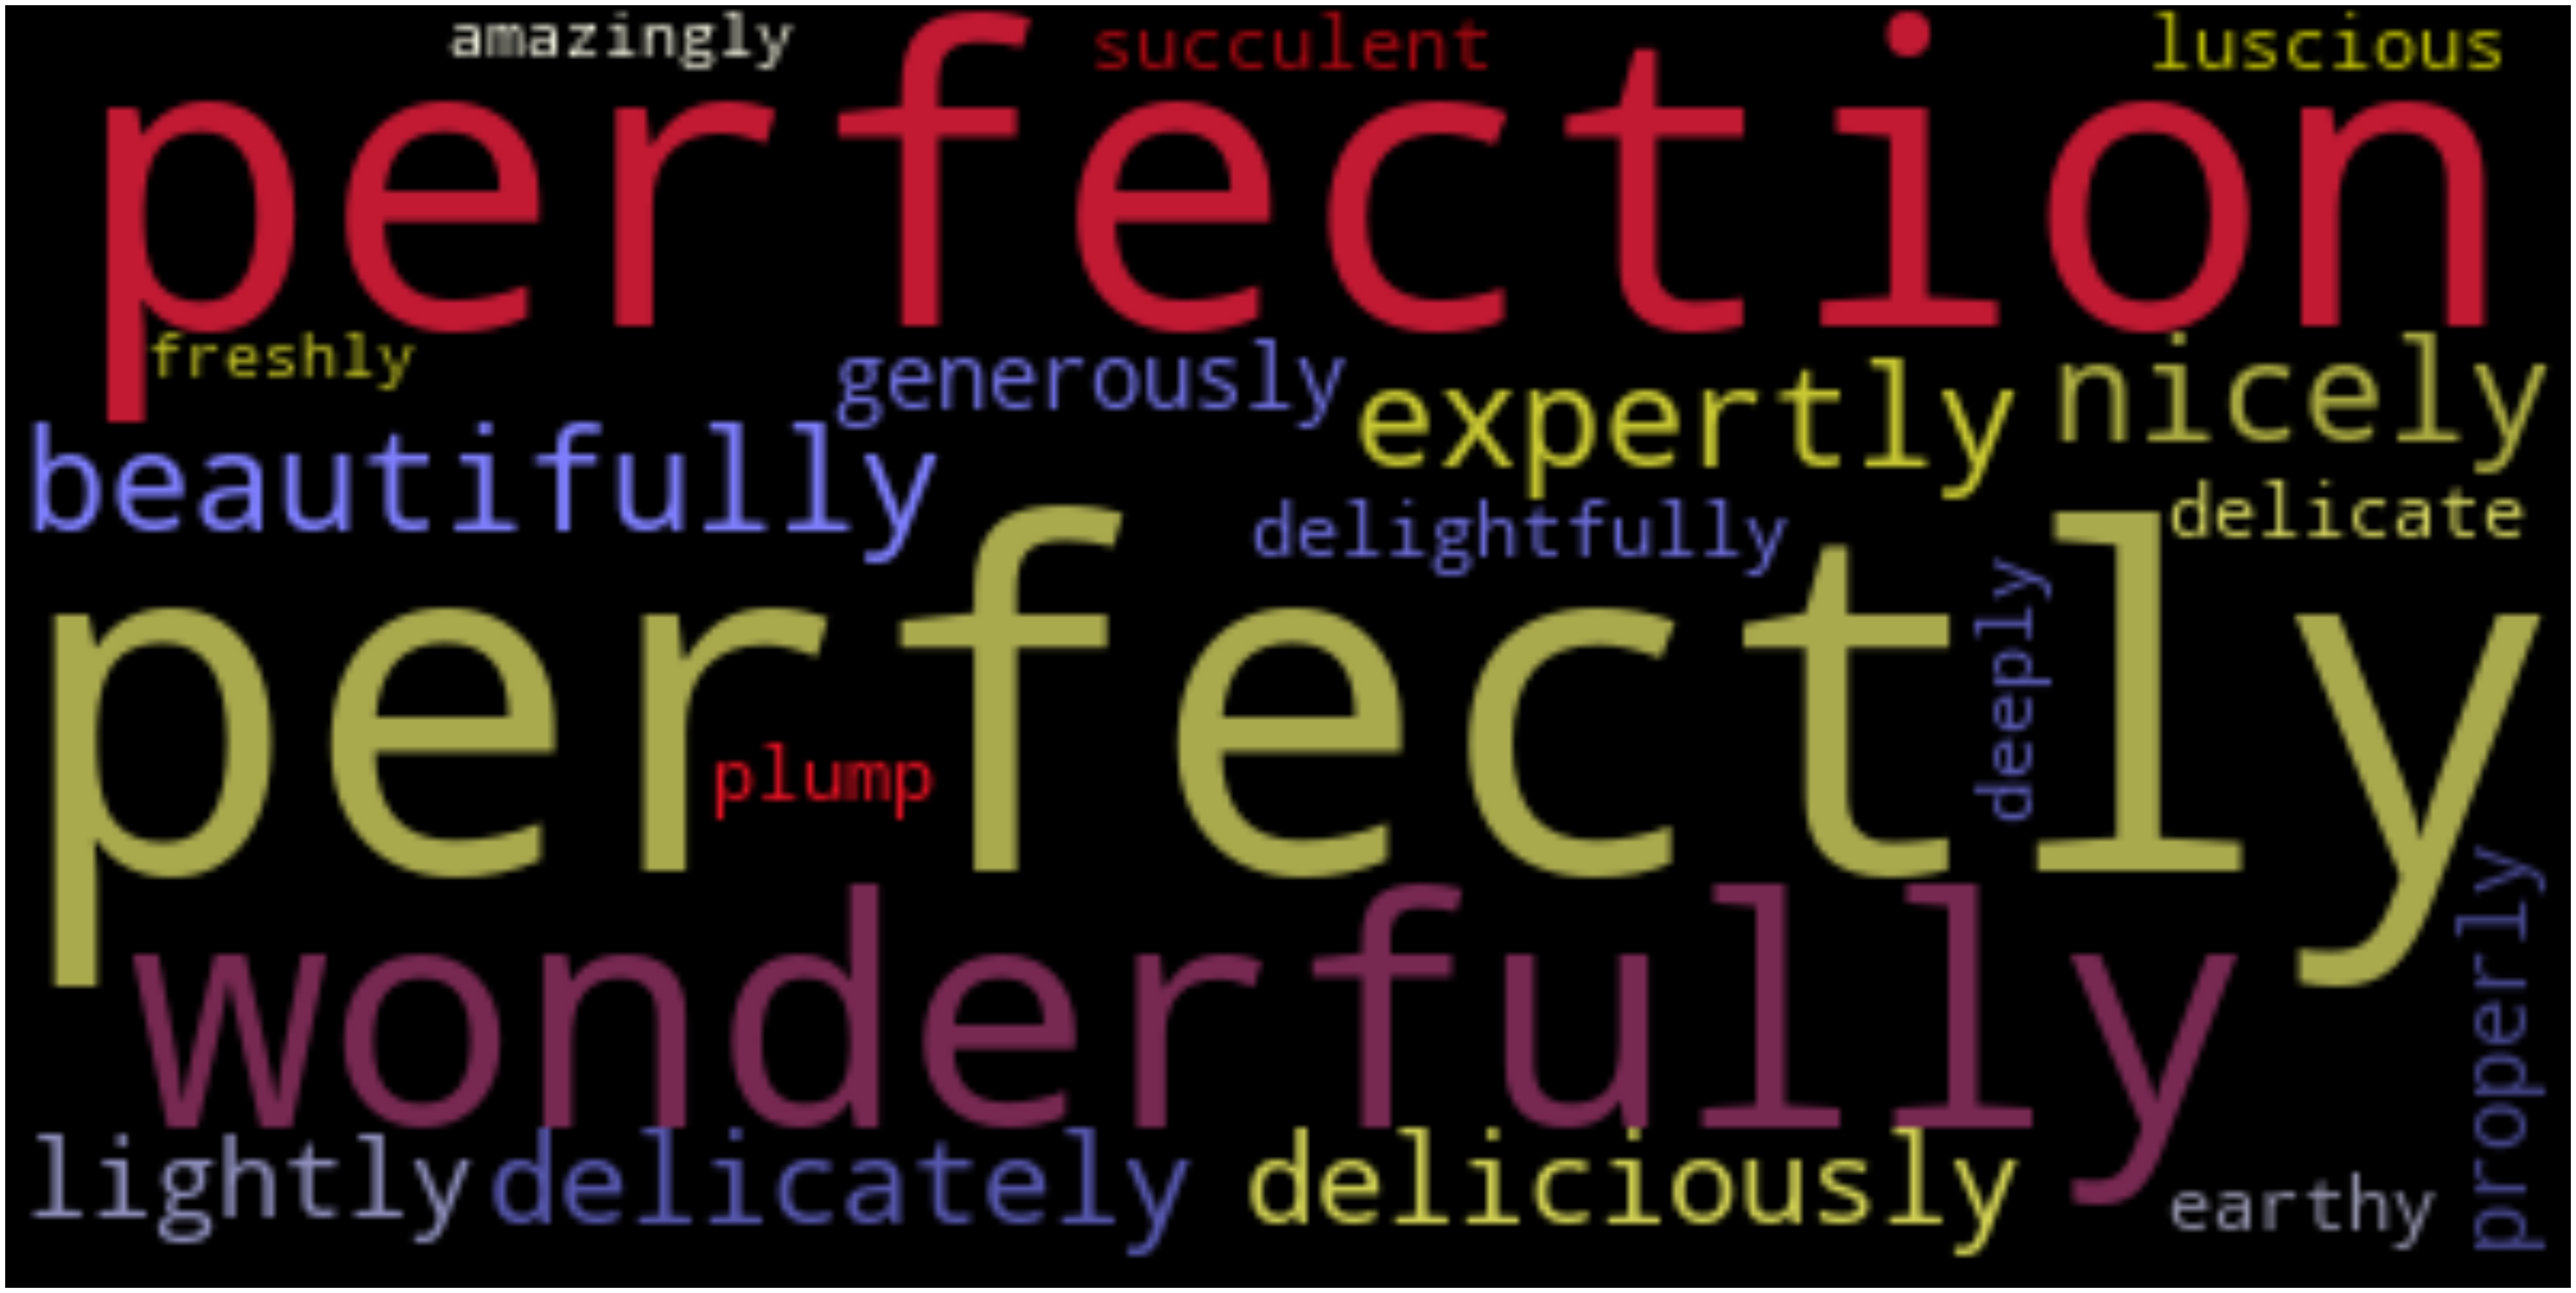 amazingly
succulent
luscious
perfection
freshly
generously
expertly
nicely
beautifully
delightfully
delicate
perfectly
deeply
plump
wonderfully
properly
lightly
delicately
deliciously
earthy